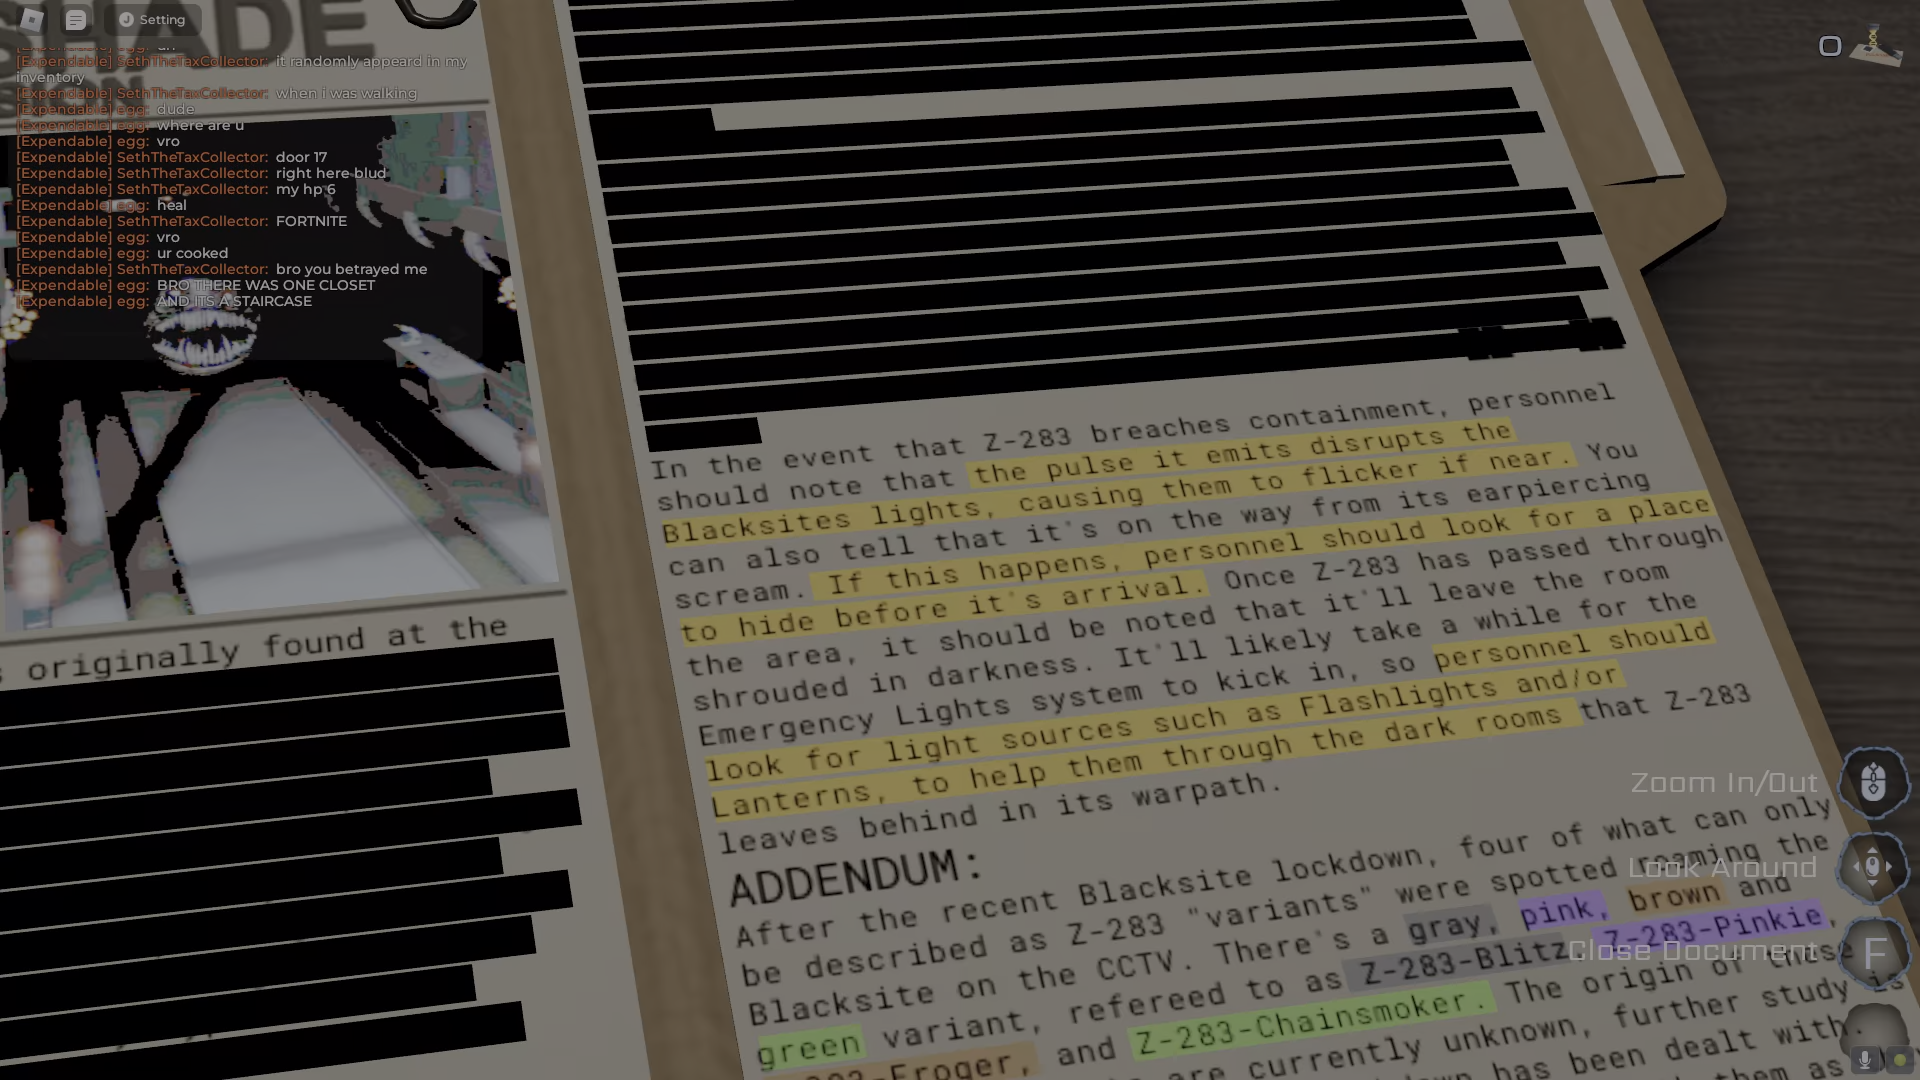 Setting
[Expendable] SethTheTaxCollector: it randomly appeard in my
inventory
[Expendable] SethTheTaxCollector: when i was walking
[Expendable] egg: dude
[Expendable] egg: where are u
[Expendable] egg: vro
[Expendable] SethTheTaxCollector: door 17
[Expendable] SethTheTaxCollector: right here blud
[Expendable] SethTheTaxCollector: my hp 6
[Expendable] egg: heal
[Expendable] SethTheTaxCollector: FORTNITE
[Expendable] egg: vro
[Expendable] egg: ur cooked
[Expendable] SethTheTaxCollector: bro you betrayed me
[Expendable] egg: BRO THERE WAS ONE CLOSET
[Expendable] egg: AND ITS A STAIRCASE
originally found at the
In the event that Z-283 breaches containment, personnel
should note that the pulse it emits disrupts the
Blacksites lights, causing them to flicker if near. You
can also tell that it's on the way from its earpiercing
scream. If this happens, personnel should look for a place
to hide before it's arrival. Once Z-283 has passed through
the area, it should be noted that it'll leave the room
shrouded in darkness. It'll likely take a while for the
Emergency Lights system to kick in, so personnel should
look for light sources such as Flashlights and/or
Lanterns, to help them through the dark rooms that Z-283
leaves behind in its warpath.
ADDENDUM:
After the recent Blacksite lockdown, four of what can only
be described as Z-283 "variants" were spotted roaming the
Blacksite on the CCTV. There's a gray, pink, brown and
green variant, refereed to as Z-283-Blitz, Z-283-Pinkie,
Froger, and Z-283-Chainsmoker. The origin of these
are currently unknown, further study is
has been dealt with.
them as
Zoom In/Out
Look Around
Close Document
F